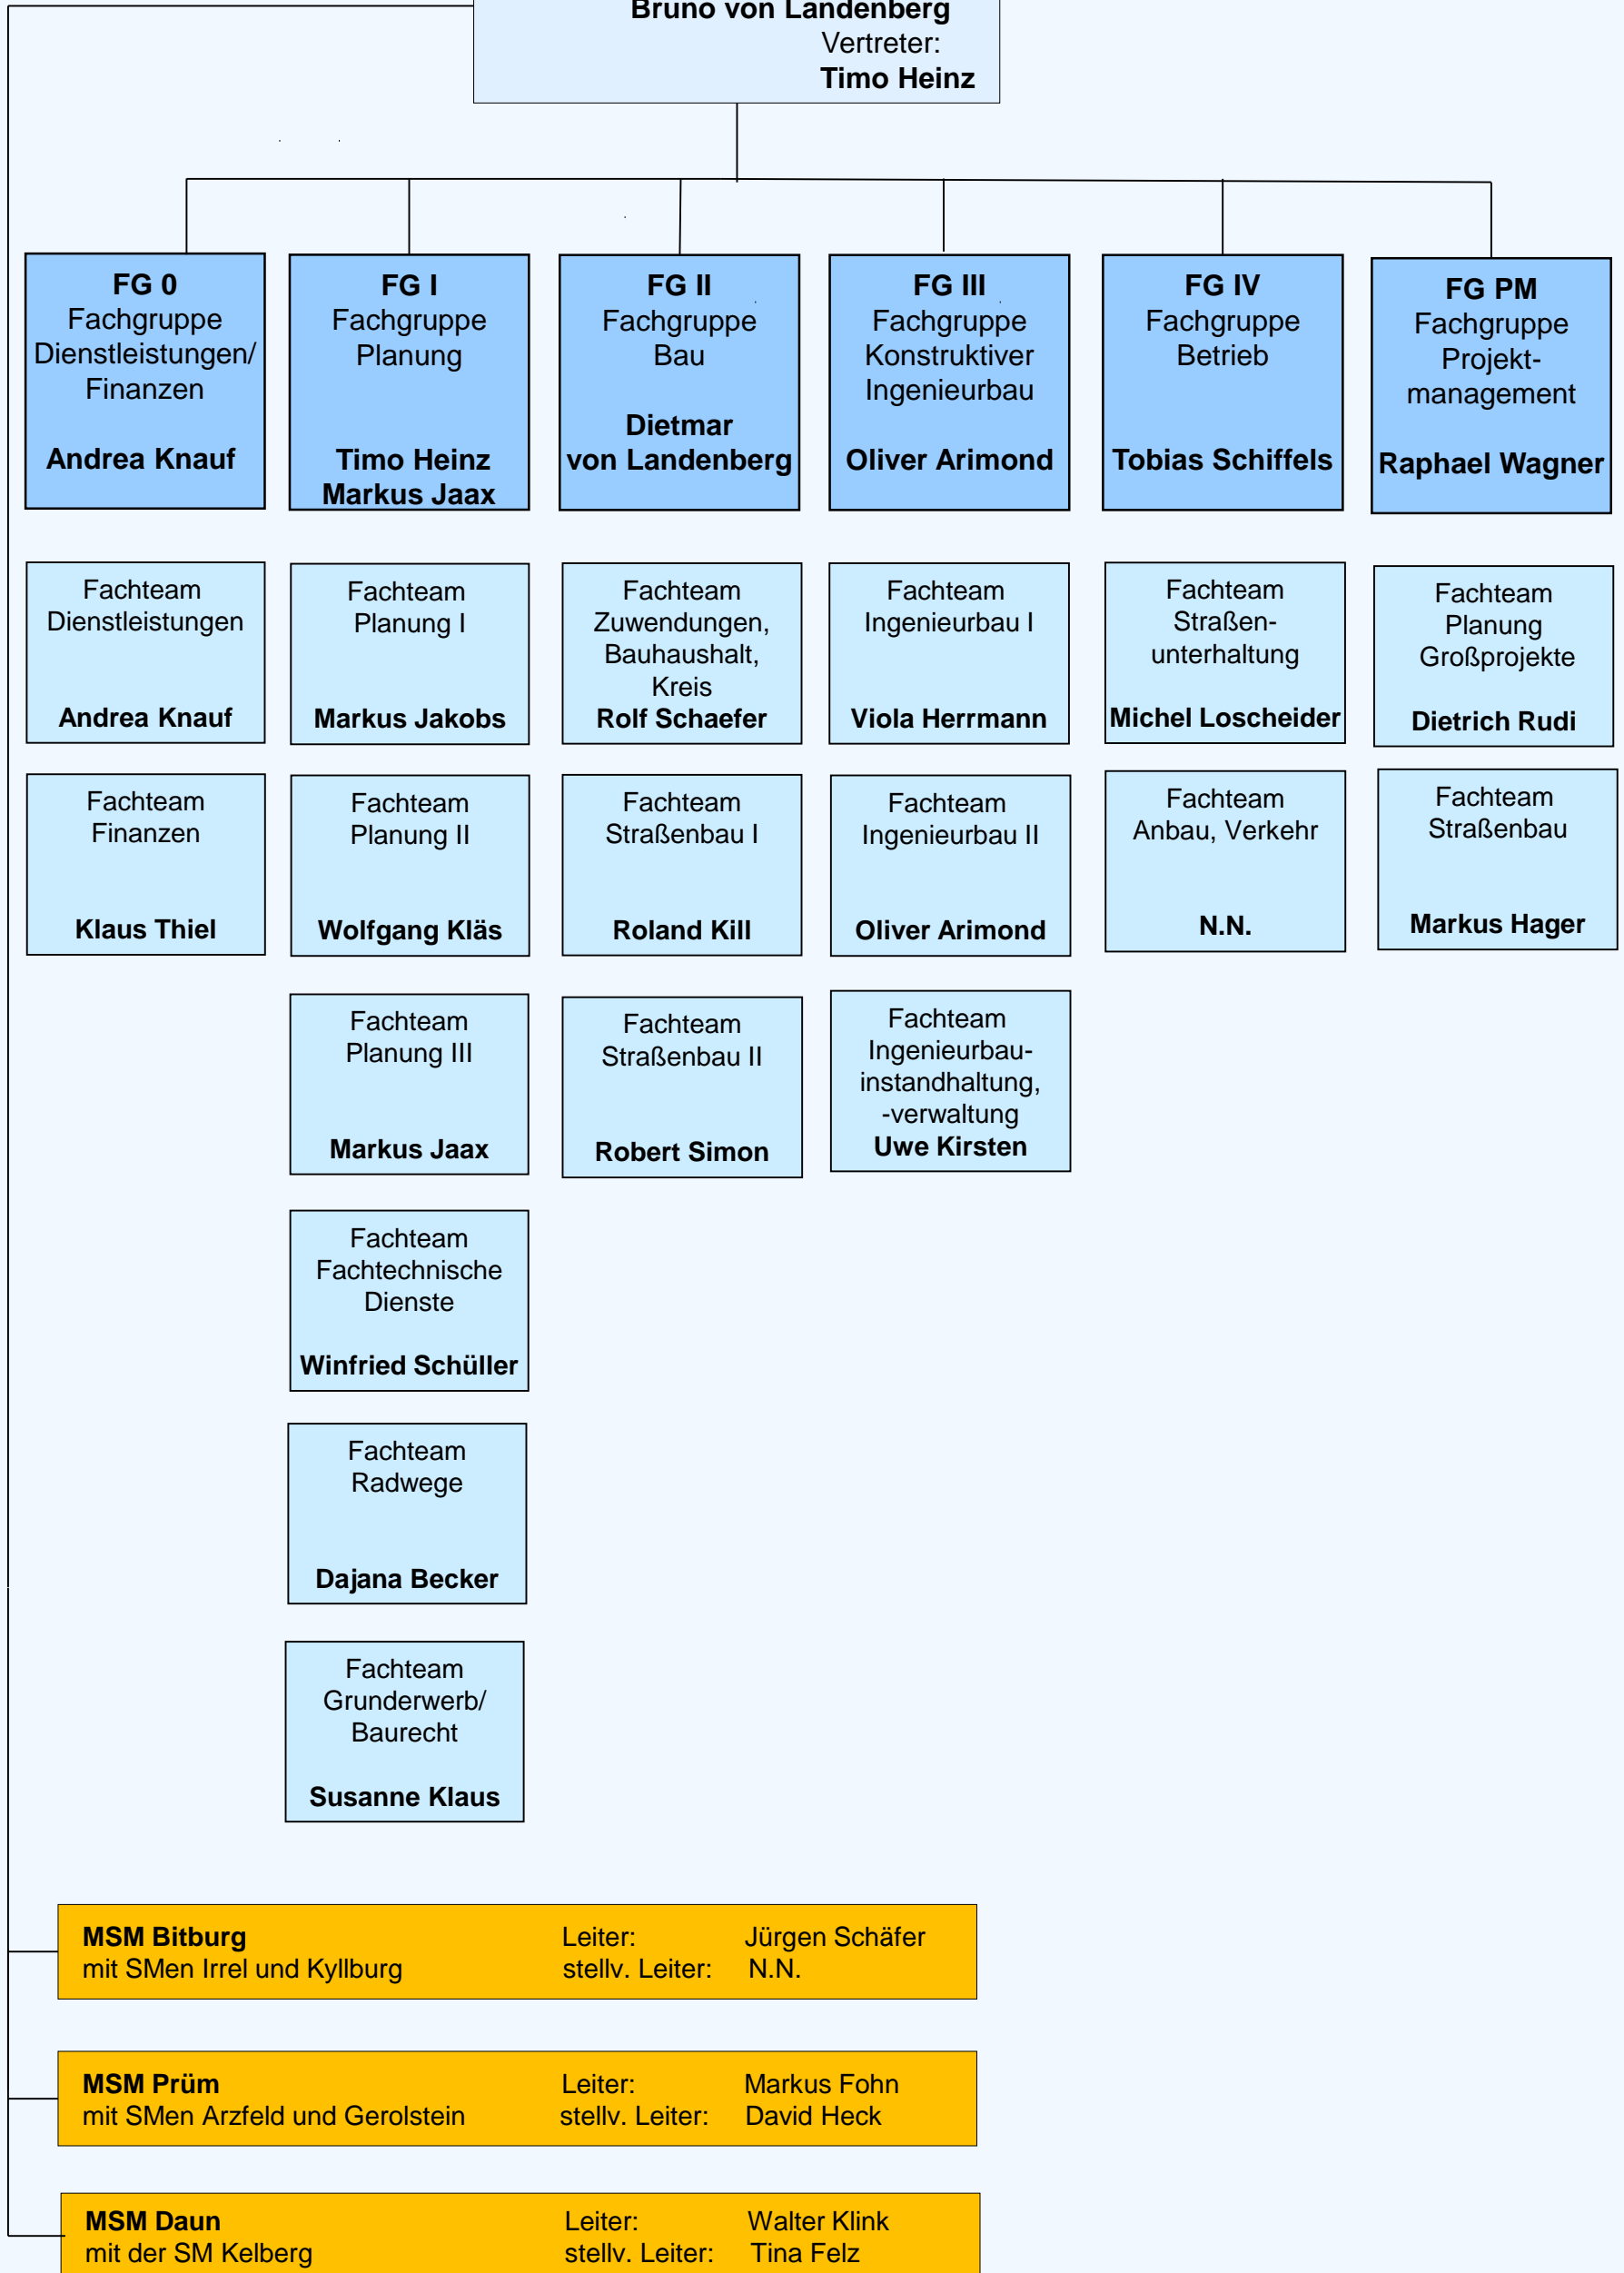 Bruno von Landenberg
Vertreter:
Timo Heinz
FG 0
Fachgruppe
Dienstleistungen/
Finanzen
Andrea Knauf
FG I
Fachgruppe
Planung
Timo Heinz
Markus Jaax
FG II
Fachgruppe
Bau
Dietmar
von Landenberg
FG III
Fachgruppe
Konstruktiver
Ingenieurbau
Oliver Arimond
FG IV
Fachgruppe
Betrieb
Tobias Schiffels
FG PM
Fachgruppe
Projekt-
management
Raphael Wagner
Fachteam
Dienstleistungen
Andrea Knauf
Fachteam
Planung I
Markus Jakobs
Fachteam
Zuwendungen,
Bauhaushalt,
Kreis
Rolf Schaefer
Fachteam
Ingenieurbau I
Viola Herrmann
Fachteam
Straßen-
unterhaltung
Michel Loscheider
Fachteam
Planung
Großprojekte
Dietrich Rudi
Fachteam
Finanzen
Klaus Thiel
Fachteam
Planung II
Wolfgang Kläs
Fachteam
Straßenbau I
Roland Kill
Fachteam
Ingenieurbau II
Oliver Arimond
Fachteam
Anbau, Verkehr
N.N.
Fachteam
Straßenbau
Markus Hager
Fachteam
Planung III
Markus Jaax
Fachteam
Straßenbau II
Robert Simon
Fachteam
Ingenieurbau-
instandhaltung,
-verwaltung
Uwe Kirsten
Fachteam
Fachtechnische
Dienste
Winfried Schüller
Fachteam
Radwege
Dajana Becker
Fachteam
Grunderwerb/
Baurecht
Susanne Klaus
MSM Bitburg Leiter: Jürgen Schäfer
mit SMen Irrel und Kyllburg stellv. Leiter: N.N.
MSM Prüm Leiter: Markus Fohn
mit SMen Arzfeld und Gerolstein stellv. Leiter: David Heck
MSM Daun Leiter: Walter Klink
mit der SM Kelberg stellv. Leiter: Tina Felz